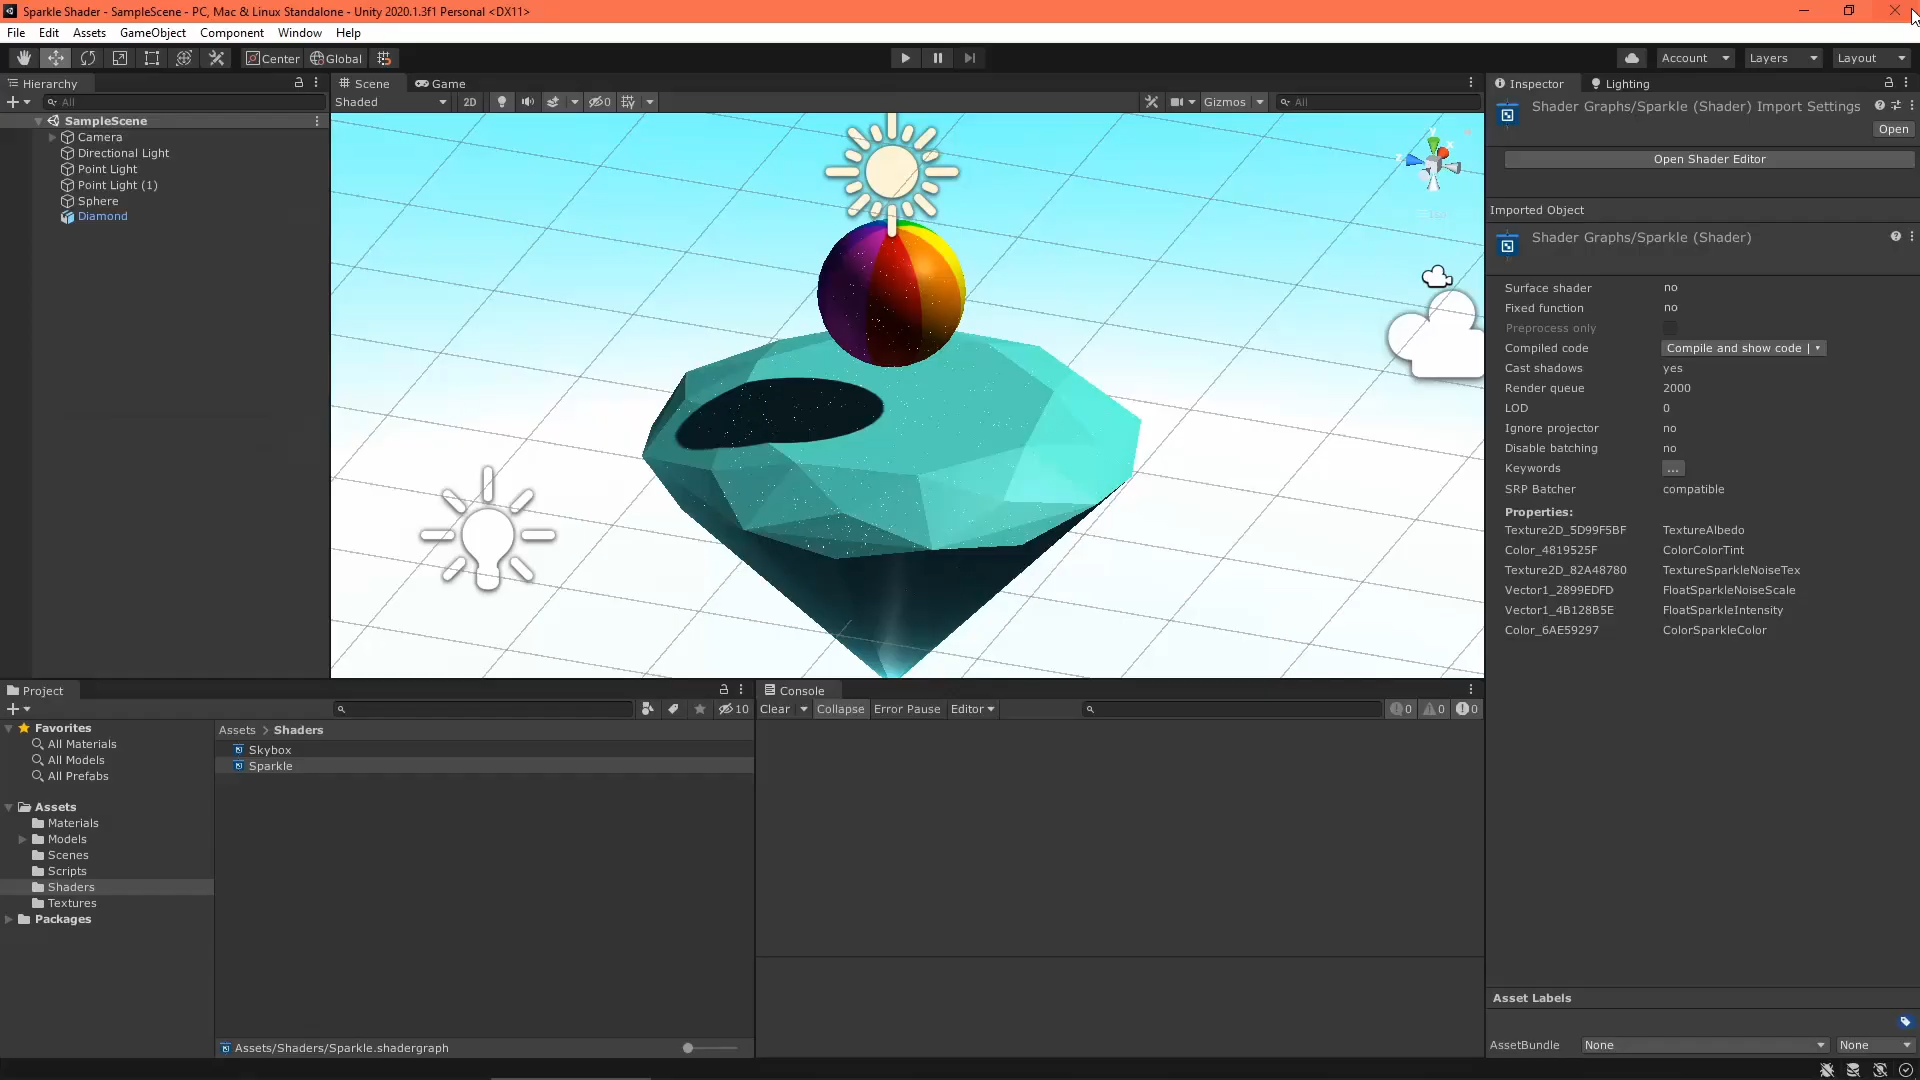 Sparkle Shader - SampleScene - PC, Mac & Linux Standalone - Unity 2020.1.3f1 Personal <DX11>
File Edit Assets GameObject Component Window Help
Center Global Account Layers Layout
Hierarchy
All
SampleScene
Camera
Directional Light
Point Light
Point Light (1)
Sphere
Diamond
Scene Game
Shaded 2D 0 Gizmos All
Inspector Lighting
Shader Graphs/Sparkle (Shader) Import Settings
Open
Open Shader Editor
Imported Object
Shader Graphs/Sparkle (Shader)
Surface shader no
Fixed function no
Preprocess only
Compiled code Compile and show code
Cast shadows yes
Render queue 2000
LOD 0
Ignore projector no
Disable batching no
Keywords ...
SRP Batcher compatible
Properties:
Texture2D_5D99F5BF TextureAlbedo
Color_4819525F ColorColorTint
Texture2D_82A48780 TextureSparkleNoiseTex
Vector1_2899EDFD FloatSparkleNoiseScale
Vector1_4B128B5E FloatSparkleIntensity
Color_6AE59297 ColorSparkleColor
Asset Labels
AssetBundle None None
Project
10
Favorites
All Materials
All Models
All Prefabs
Assets
Materials
Models
Scenes
Scripts
Shaders
Textures
Packages
Assets > Shaders
Skybox
Sparkle
Assets/Shaders/Sparkle.shadergraph
Console
Clear Collapse Error Pause Editor 0 0 0